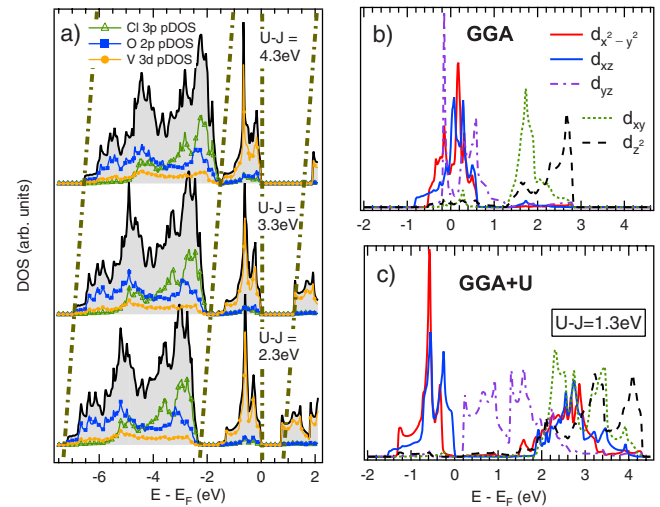 a)
Cl 3p pDOS
O 2p pDOS
V 3d pDOS
U-J =
4.3eV
U-J =
3.3eV
U-J =
2.3eV
DOS (arb. units)
-6 -4 -2 0 2
E - E_F (eV)
b) GGA
d_{x²-y²}
d_{xz}
d_{yz}
d_{xy}
d_{z²}
-2 -1 0 1 2 3 4
E - E_F (eV)
c) GGA+U
U-J=1.3eV
-2 -1 0 1 2 3 4
E - E_F (eV)